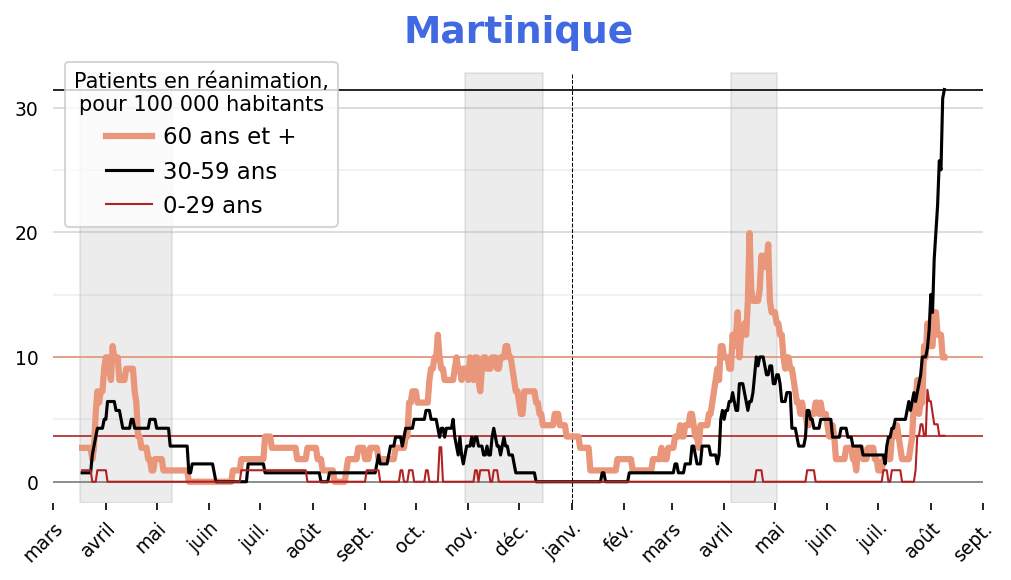 Martinique
Patients en réanimation,
pour 100 000 habitants
60 ans et +
30-59 ans
0-29 ans
30
20
10
0
mars
avril
mai
juin
juil.
août
sept.
oct.
nov.
déc.
janv.
fév.
mars
avril
mai
juin
juil.
août
sept.